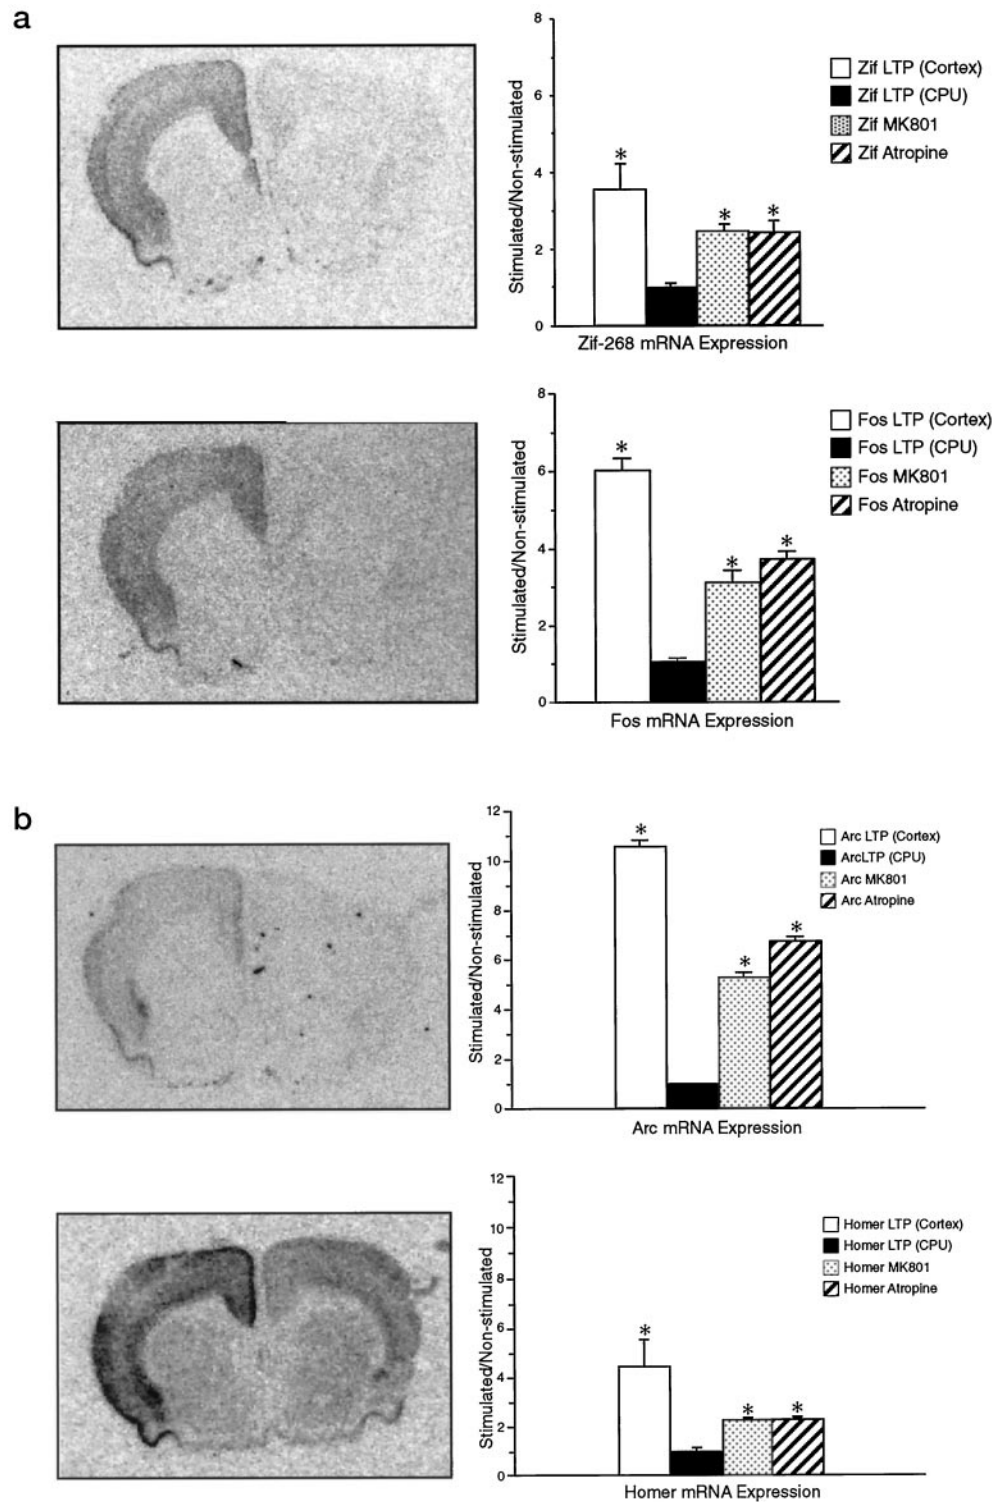 a
8
6
4
2
0
Stimulated/Non-stimulated
*
*
*
*
Zif-268 mRNA Expression
Zif LTP (Cortex)
Zif LTP (CPU)
Zif MK801
Zif Atropine
8
6
4
2
0
Stimulated/Non-stimulated
*
*
*
Fos mRNA Expression
Fos LTP (Cortex)
Fos LTP (CPU)
Fos MK801
Fos Atropine
b
12
10
8
6
4
2
0
Stimulated/Non-stimulated
*
*
*
Arc mRNA Expression
Arc LTP (Cortex)
ArcLTP (CPU)
Arc MK801
Arc Atropine
12
10
8
6
4
2
0
Stimulated/Non-stimulated
*
*
*
Homer mRNA Expression
Homer LTP (Cortex)
Homer LTP (CPU)
Homer MK801
Homer Atropine